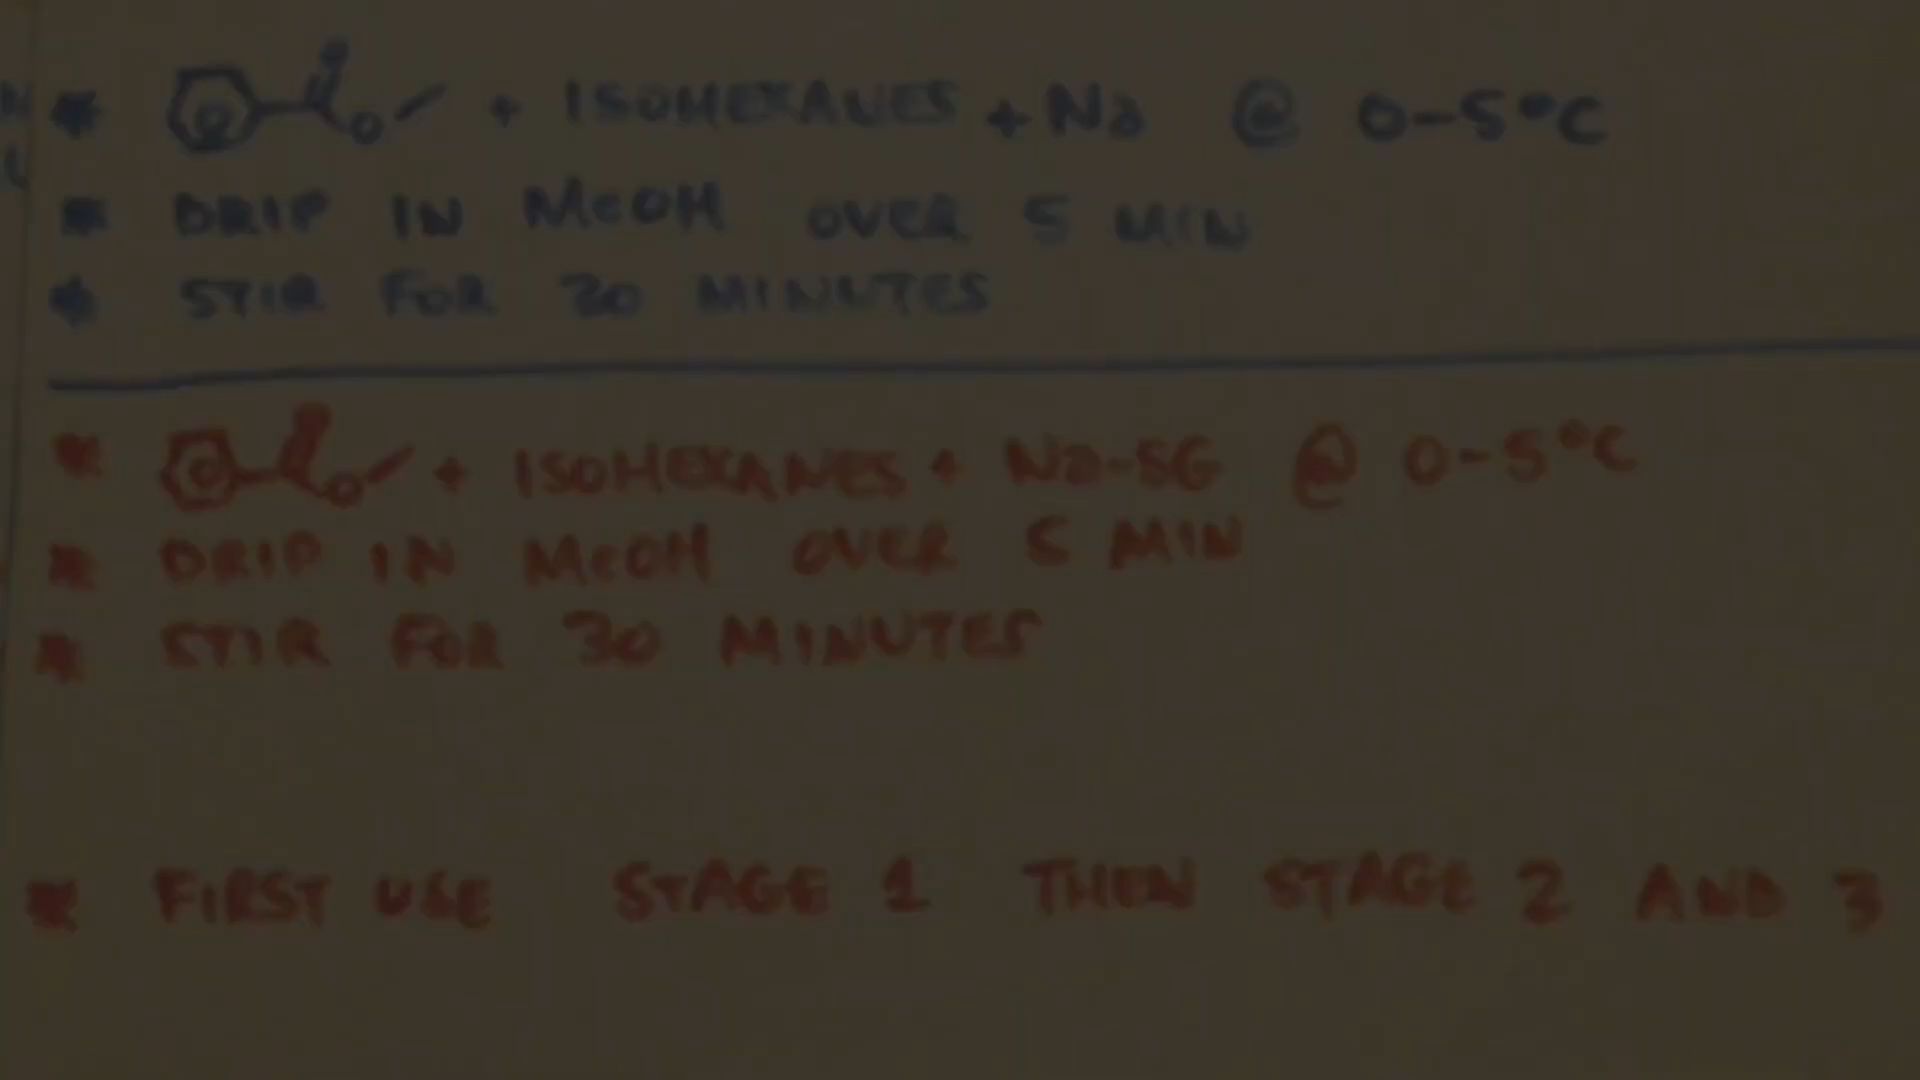 + ISOHEXANES + Na @ 0-5°C
DRIP IN MeOH OVER 5 MIN
STIR FOR 30 MINUTES
+ ISOHEXANES + Na-SG @ 0-5°C
DRIP IN MeOH OVER 5 MIN
STIR FOR 30 MINUTES
FIRST USE STAGE 1 THEN STAGE 2 AND 3